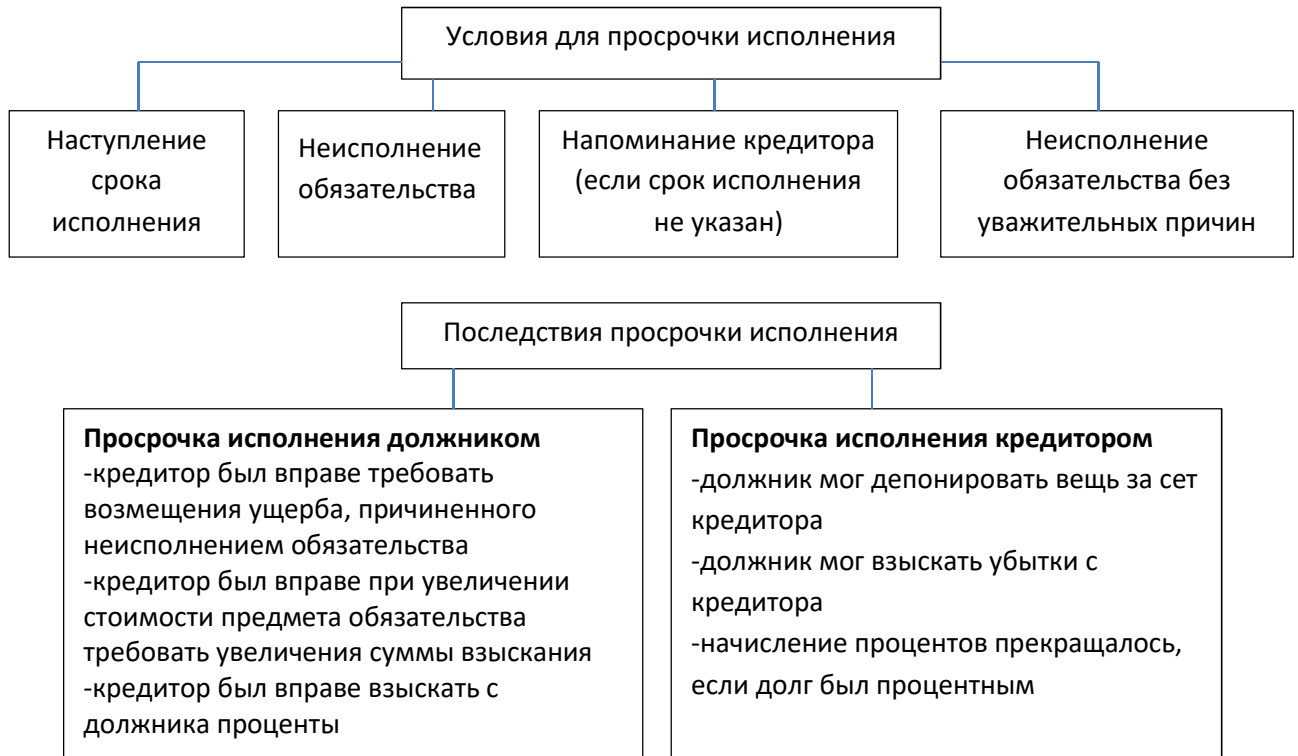 Условия для просрочки исполнения
Наступление
срока
исполнения
Неисполнение
обязательства
Напоминание кредитора
(если срок исполнения
не указан)
Неисполнение
обязательства без
уважительных причин
Последствия просрочки исполнения
Просрочка исполнения должником
-кредитор был вправе требовать
возмещения ущерба, причиненного
неисполнением обязательства
-кредитор был вправе при увеличении
стоимости предмета обязательства
требовать увеличения суммы взыскания
-кредитор был вправе взыскать с
должника проценты
Просрочка исполнения кредитором
-должник мог депонировать вещь за сет
кредитора
-должник мог взыскать убытки с
кредитора
-начисление процентов прекращалось,
если долг был процентным